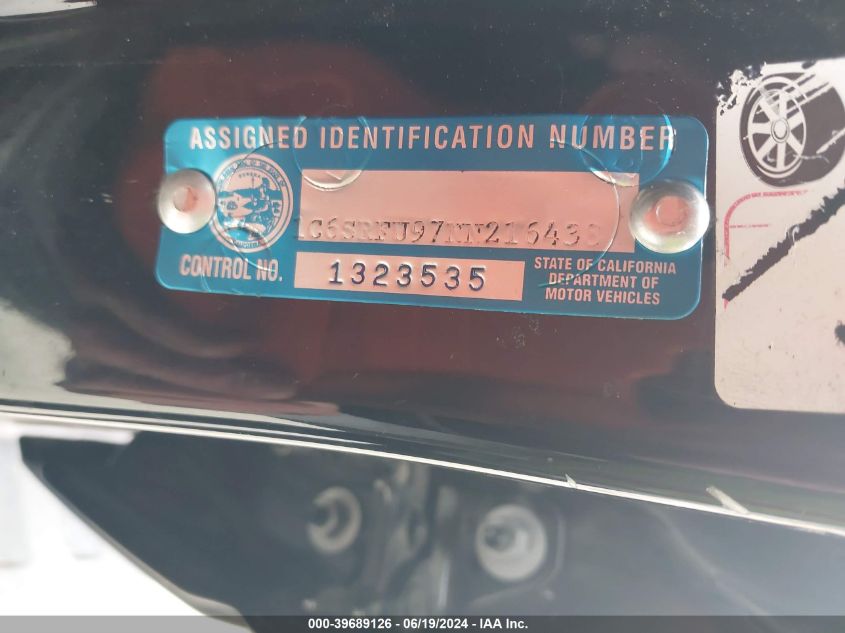 ASSIGNED IDENTIFICATION NUMBER
1C6SRFU97NN216438
CONTROL NO.
1323535
STATE OF CALIFORNIA
DEPARTMENT OF
MOTOR VEHICLES
000-39689126 - 06/19/2024 - IAA Inc.